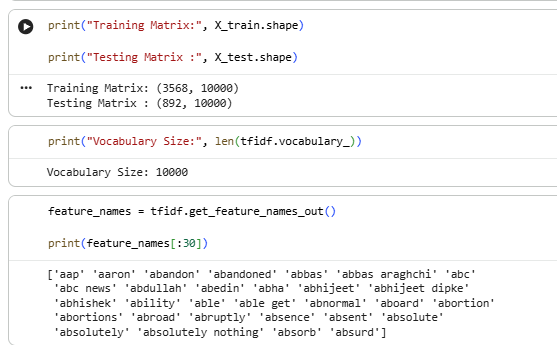 print("Training Matrix:", X_train.shape)
print("Testing Matrix :", X_test.shape)
Training Matrix: (3568, 10000)
Testing Matrix : (892, 10000)
print("Vocabulary Size:", len(tfidf.vocabulary_))
Vocabulary Size: 10000
feature_names = tfidf.get_feature_names_out()
print(feature_names[:30])
['aap' 'aaron' 'abandon' 'abandoned' 'abbas' 'abbas araghchi' 'abc'
'abc news' 'abdullah' 'abedin' 'abha' 'abhijeet' 'abhijeet dipke'
'abhishek' 'ability' 'able' 'able get' 'abnormal' 'aboard' 'abortion'
'abortions' 'abroad' 'abruptly' 'absence' 'absent' 'absolute'
'absolutely' 'absolutely nothing' 'absorb' 'absurd']